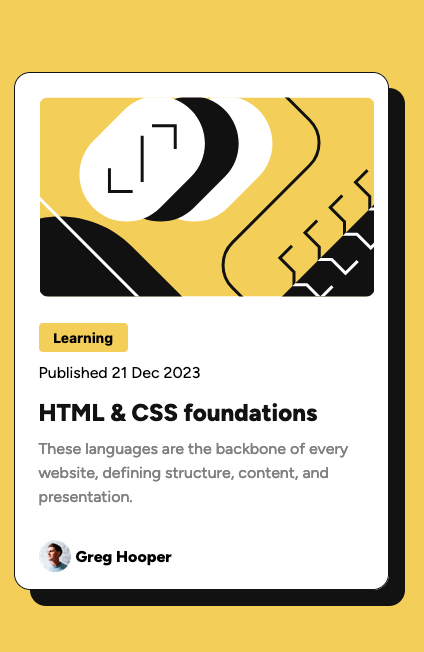 Learning
Published 21 Dec 2023
HTML & CSS foundations
These languages are the backbone of every
website, defining structure, content, and
presentation.
Greg Hooper